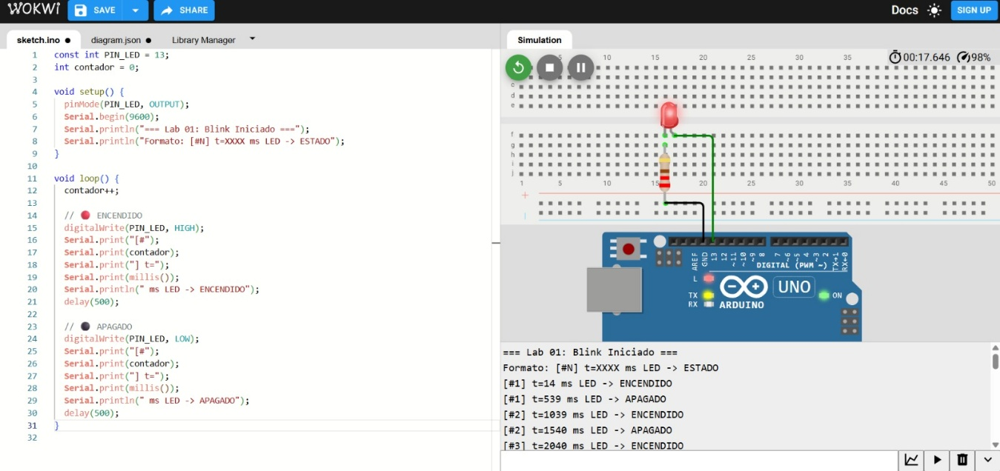 WOKWI SAVE SHARE Docs SIGN UP
sketch.ino ● diagram.json ● Library Manager
1 const int PIN_LED = 13;
2 int contador = 0;
3
4 void setup() {
5 pinMode(PIN_LED, OUTPUT);
6 Serial.begin(9600);
7 Serial.println("=== Lab 01: Blink Iniciado ===");
8 Serial.println("Formato: [#N] t=XXXX ms LED -> ESTADO");
9 }
10
11 void loop() {
12 contador++;
13
14 // 🔴 ENCENDIDO
15 digitalWrite(PIN_LED, HIGH);
16 Serial.print("[#");
17 Serial.print(contador);
18 Serial.print("] t=");
19 Serial.print(millis());
20 Serial.println(" ms LED -> ENCENDIDO");
21 delay(500);
22
23 // ⚫ APAGADO
24 digitalWrite(PIN_LED, LOW);
25 Serial.print("[#");
26 Serial.print(contador);
27 Serial.print("] t=");
28 Serial.print(millis());
29 Serial.println(" ms LED -> APAGADO");
30 delay(500);
31 }
32
Simulation
00:17.646 98%
5 10 15 20 25 30 35
c
d
e
f
g
h
i
j
1 5 10 15 20 25 30 35 40 45 50
+
AREF GND 13 12 ~11 ~10 ~9 8 7 ~6 ~5 4 ~3 2 TX→1 RX←0
DIGITAL (PWM ~)
L
TX
RX
UNO
ARDUINO
ON
=== Lab 01: Blink Iniciado ===
Formato: [#N] t=XXXX ms LED -> ESTADO
[#1] t=14 ms LED -> ENCENDIDO
[#1] t=539 ms LED -> APAGADO
[#2] t=1039 ms LED -> ENCENDIDO
[#2] t=1540 ms LED -> APAGADO
[#3] t=2040 ms LED -> ENCENDIDO